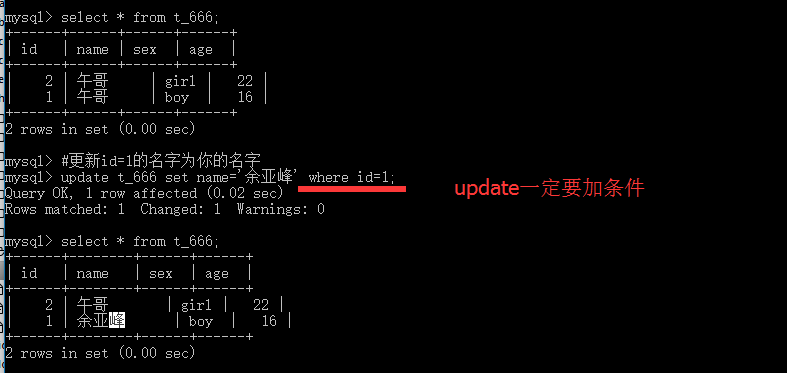 mysql> select * from t_666;
+------+------+------+------+
| id   | name | sex  | age  |
+------+------+------+------+
|    2 | 午哥     | girl |   22 |
|    1 | 午哥     | boy  |   16 |
+------+------+------+------+
2 rows in set (0.00 sec)
mysql> #更新id=1的名字为你的名字
mysql> update t_666 set name='余亚峰' where id=1;
Query OK, 1 row affected (0.02 sec)
update一定要加条件
Rows matched: 1  Changed: 1  Warnings: 0
mysql> select * from t_666;
+------+--------+------+------+
| id   | name   | sex  | age  |
+------+--------+------+------+
|    2 | 午哥       | girl |   22 |
|    1 | 余亚峰       | boy  |   16 |
+------+--------+------+------+
2 rows in set (0.00 sec)